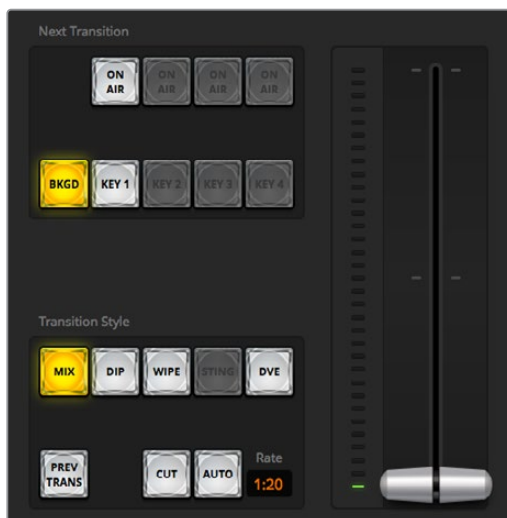 Next Transition
ON AIR ON AIR ON AIR ON AIR
BKGD KEY 1 KEY 2 KEY 3 KEY 4
Transition Style
MIX DIP WIPE STING DVE
Rate
PREV TRANS CUT AUTO 1:20